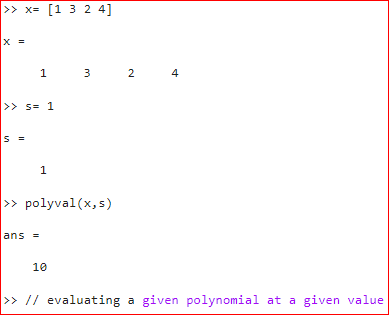 >> x= [1 3 2 4]
x =
1 3 2 4
>> s= 1
s =
1
>> polyval(x,s)
ans =
10
>> // evaluating a given polynomial at a given value